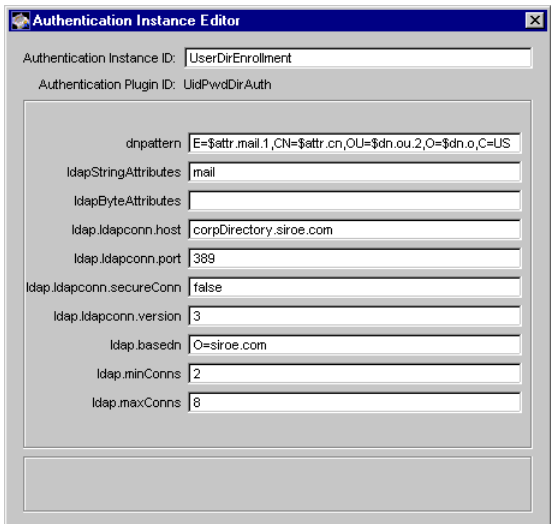 Authentication Instance Editor
Authentication Instance ID: UserDirEnrollment
Authentication Plugin ID: UidPwdDirAuth
dnpattern E=$attr.mail.1,CN=$attr.cn,OU=$dn.ou.2,O=$dn.o,C=US
ldapStringAttributes mail
ldapByteAttributes
ldap.ldapconn.host corpDirectory.siroe.com
ldap.ldapconn.port 389
ldap.ldapconn.secureConn false
ldap.ldapconn.version 3
ldap.basedn O=siroe.com
ldap.minConns 2
ldap.maxConns 8